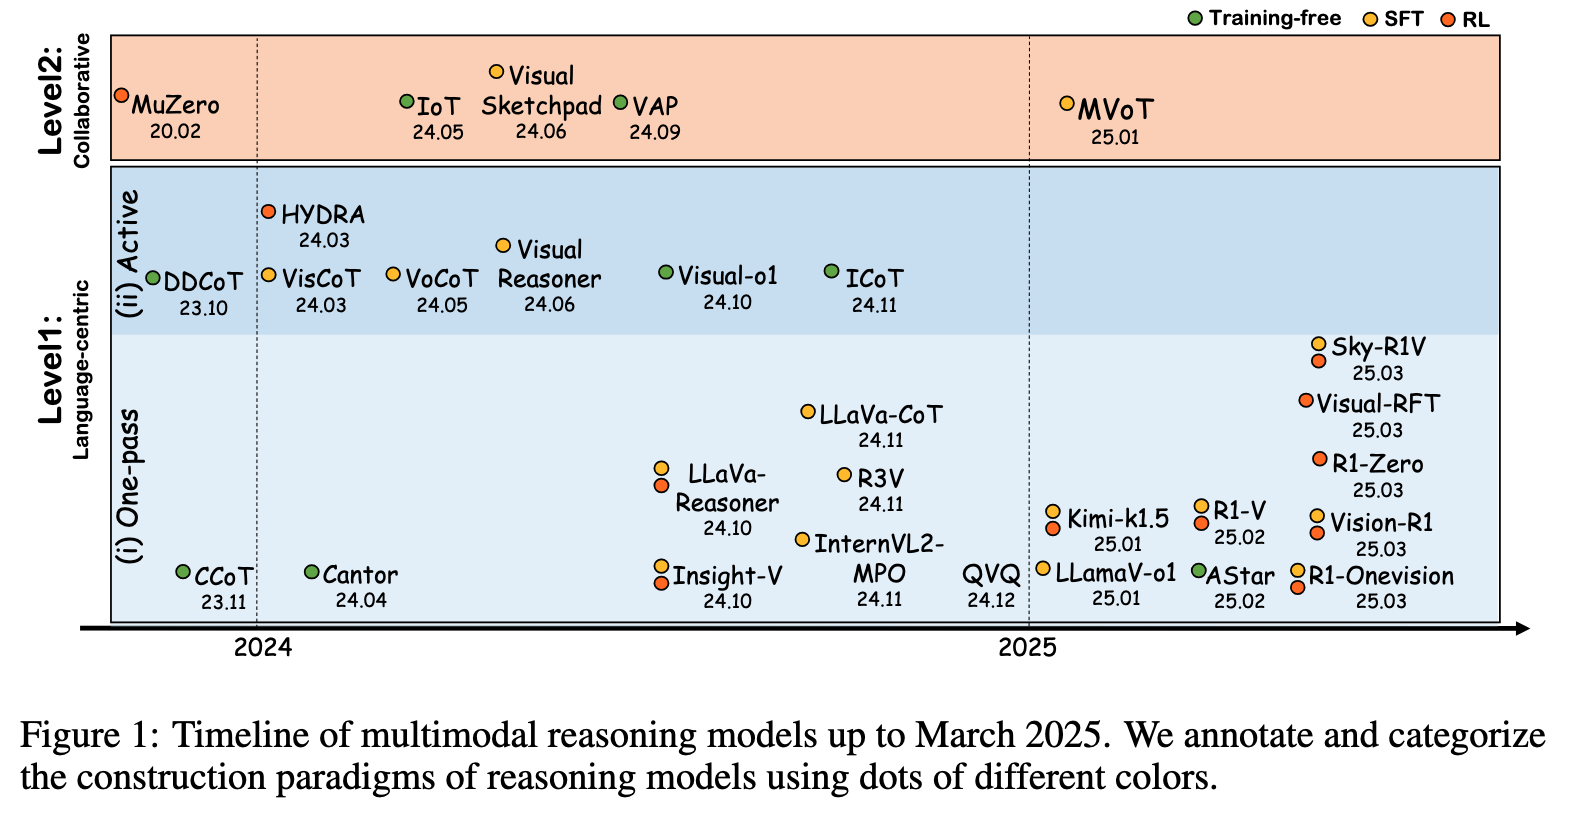 Training-free SFT RL
Level2:
Collaborative
MuZero
20.02
IoT
24.05
Visual
Sketchpad
24.06
VAP
24.09
MVoT
25.01
Level1:
Language-centric
(ii) Active
HYDRA
24.03
DDCoT
23.10
VisCoT
24.03
VoCoT
24.05
Visual
Reasoner
24.06
Visual-o1
24.10
ICoT
24.11
(i) One-pass
CCoT
23.11
Cantor
24.04
LLaVa-
Reasoner
24.10
Insight-V
24.10
LLaVa-CoT
24.11
R3V
24.11
InternVL2-
MPO
24.11
QVQ
24.12
Kimi-k1.5
25.01
LLamaV-o1
25.01
R1-V
25.02
AStar
25.02
Sky-R1V
25.03
Visual-RFT
25.03
R1-Zero
25.03
Vision-R1
25.03
R1-Onevision
25.03
2024
2025
Figure 1: Timeline of multimodal reasoning models up to March 2025. We annotate and categorize
the construction paradigms of reasoning models using dots of different colors.